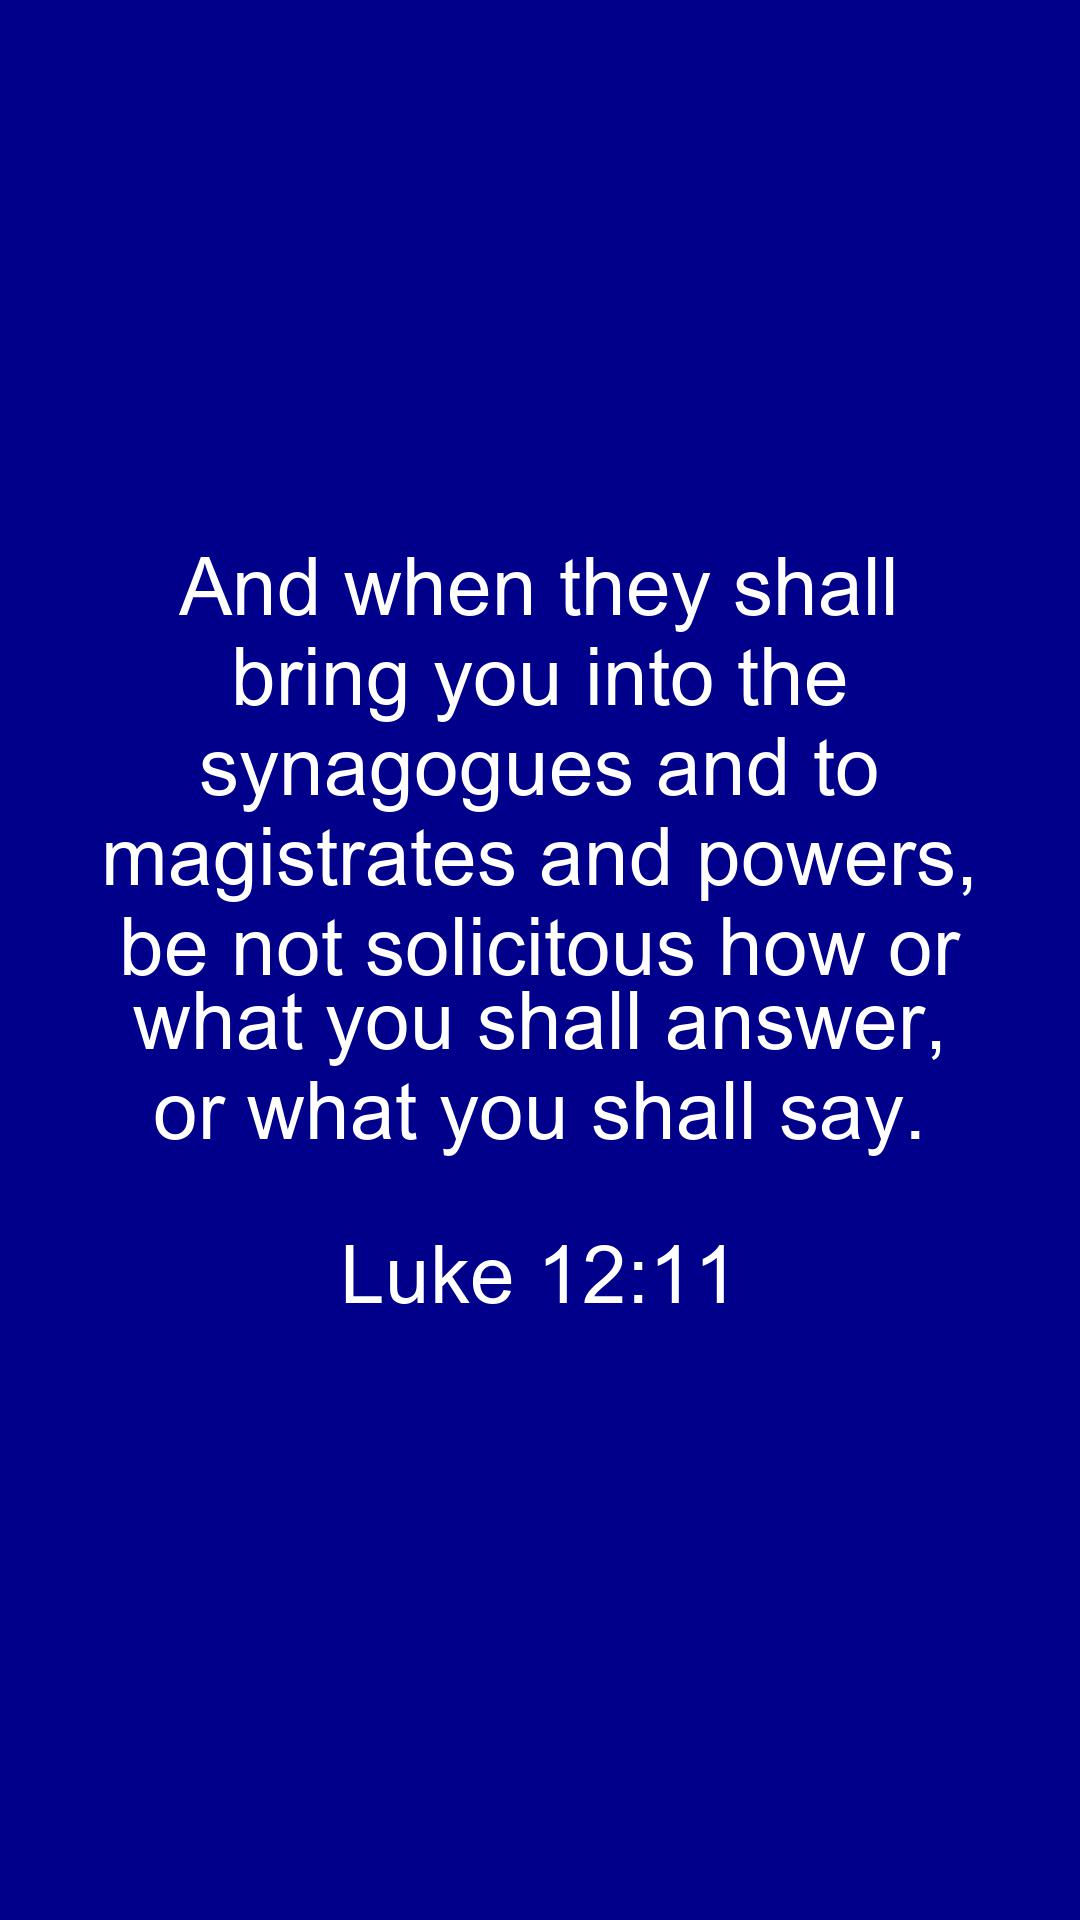 And when they shall
bring you into the
synagogues and to
magistrates and powers,
be not solicitous how or
what you shall answer,
or what you shall say.
Luke 12:11